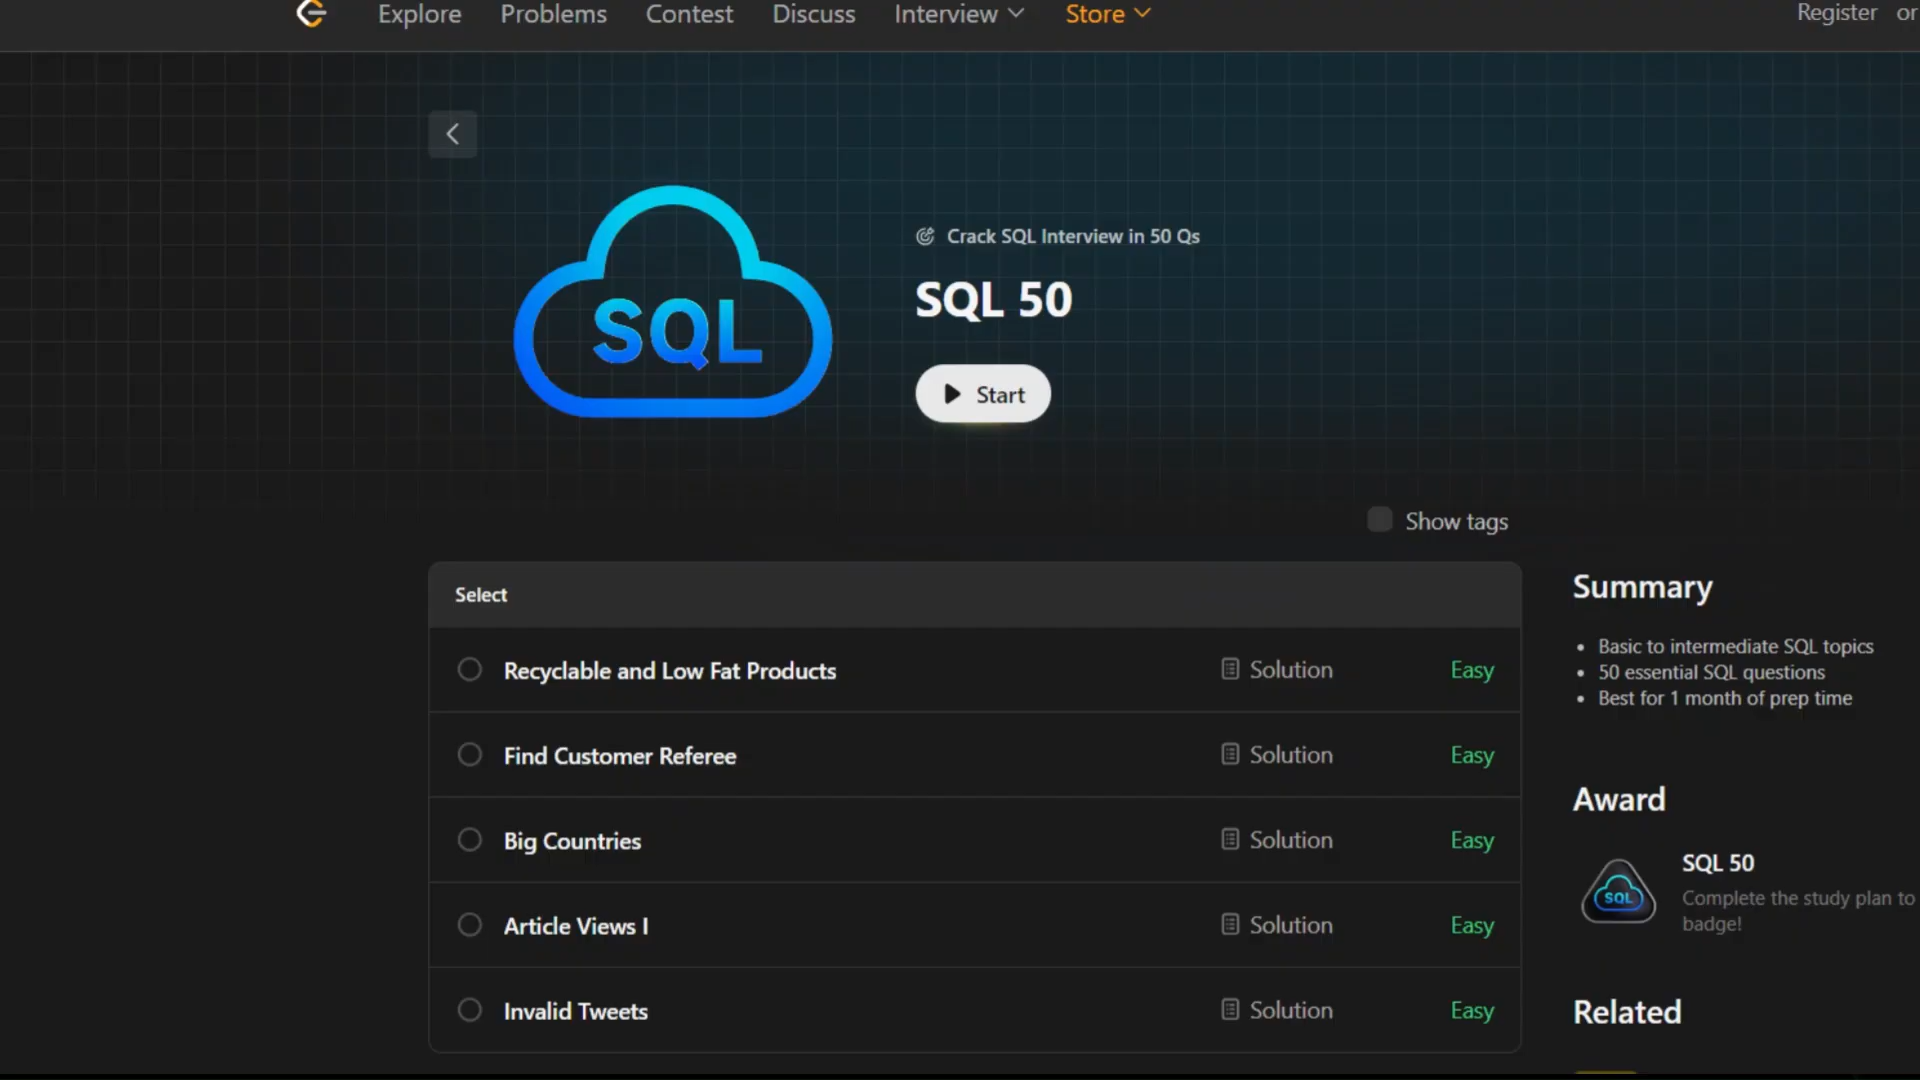 Explore Problems Contest Discuss Interview Store Register or
Crack SQL Interview in 50 Qs
SQL
SQL 50
Start
Show tags
Select
Recyclable and Low Fat Products Solution Easy
Find Customer Referee Solution Easy
Big Countries Solution Easy
Article Views I Solution Easy
Invalid Tweets Solution Easy
Summary
Basic to intermediate SQL topics
50 essential SQL questions
Best for 1 month of prep time
Award
SQL
SQL 50
Complete the study plan to
badge!
Related